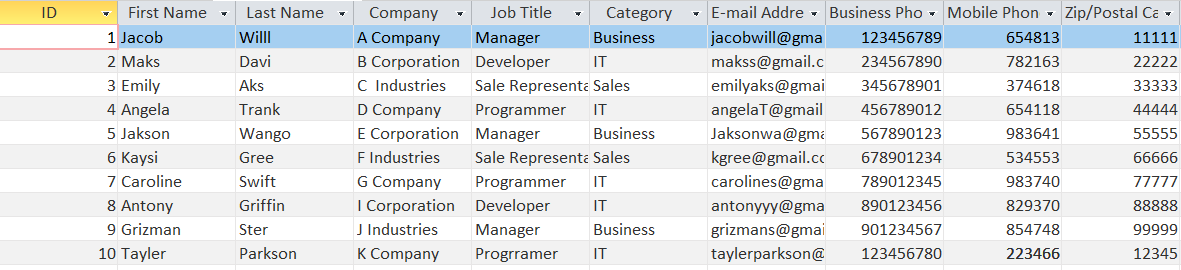 ID First Name Last Name Company Job Title Category E-mail Addre Business Pho Mobile Phon Zip/Postal Ca
1 Jacob Willl A Company Manager Business jacobwill@gma 123456789 654813 11111
2 Maks Davi B Corporation Developer IT makss@gmail.c 234567890 782163 22222
3 Emily Aks C Industries Sale Representa Sales emilyaks@gmai 345678901 374618 33333
4 Angela Trank D Company Programmer IT angelaT@gmail 456789012 654118 44444
5 Jakson Wango E Corporation Manager Business Jaksonwa@gma 567890123 983641 55555
6 Kaysi Gree F Industries Sale Representa Sales kgree@gmail.cc 678901234 534553 66666
7 Caroline Swift G Company Programmer IT carolines@gma 789012345 983740 77777
8 Antony Griffin I Corporation Developer IT antonyyy@gma 890123456 829370 88888
9 Grizman Ster J Industries Manager Business grizmans@gmai 901234567 854748 99999
10 Tayler Parkson K Company Progrramer IT taylerparkson@ 123456780 223466 12345